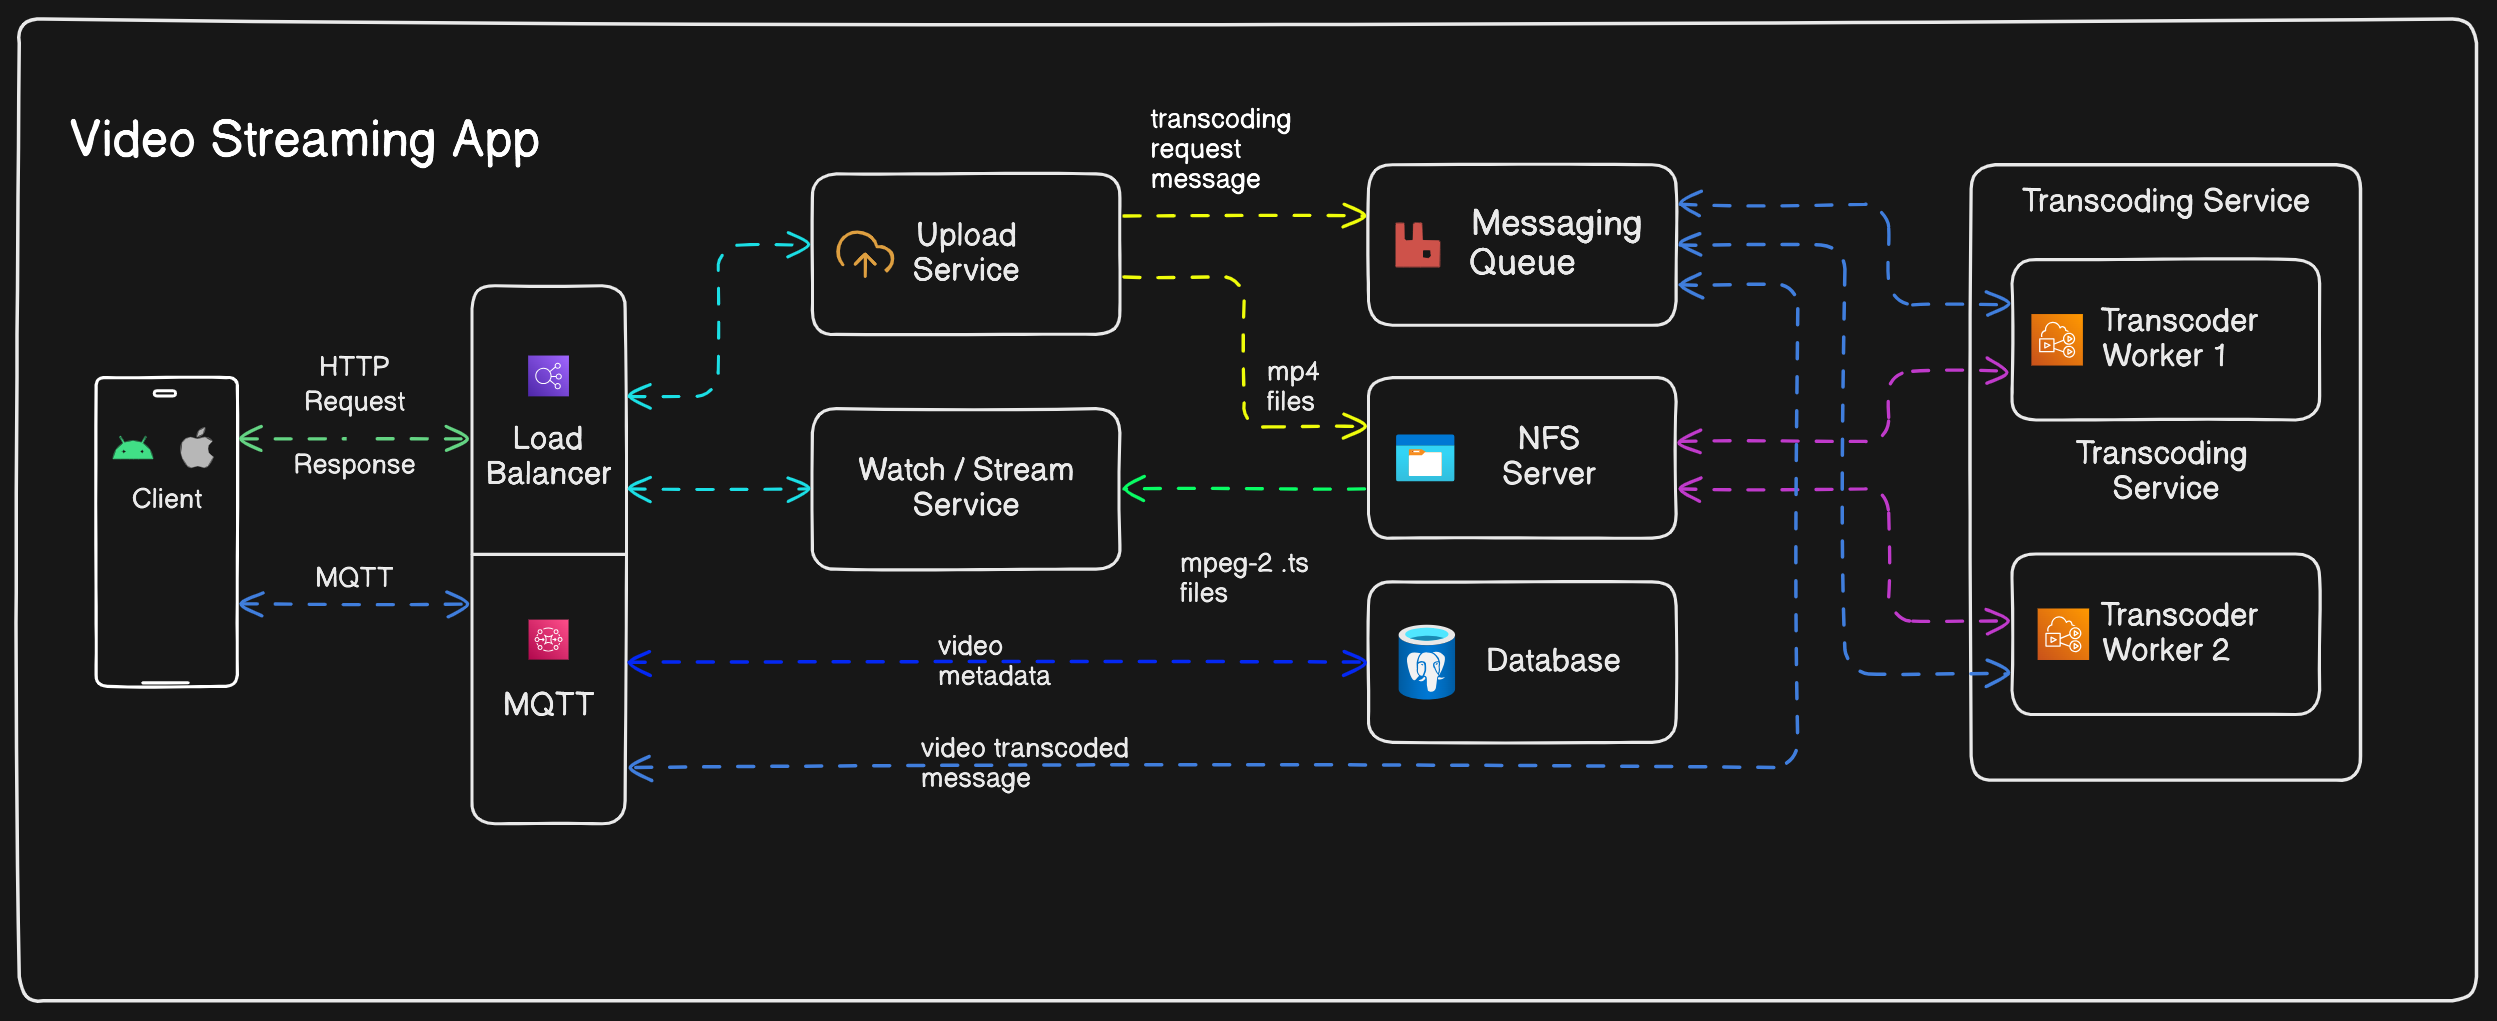 Video Streaming App
HTTP
Request
Response
Client
MQTT
Load
Balancer
MQTT
Upload
Service
Watch / Stream
Service
transcoding
request
message
mp4
files
mpeg-2 .ts
files
video
metadata
video transcoded
message
Messaging
Queue
NFS
Server
Database
Transcoding Service
Transcoder
Worker 1
Transcoding
Service
Transcoder
Worker 2